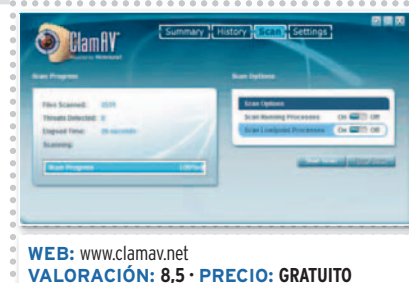 ClamAV
Summary History Scan Settings
Scan Progress
Scan Options
Files Scanned:
Threats Detected:
Elapsed Time:
Scanning:
Scan Progress
Scan Options
Scan Running Processes On Off
Scan Loadpoint Processes On Off
WEB: www.clamav.net
VALORACIÓN: 8,5 · PRECIO: GRATUITO